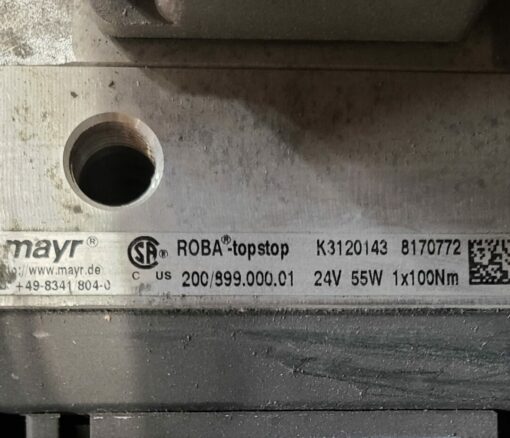 mayr® SA® ROBA®-topstop K3120143 8170772
://www.mayr.de C US 200/899.000.01 24V 55W 1x100Nm
+49-8341 804-0